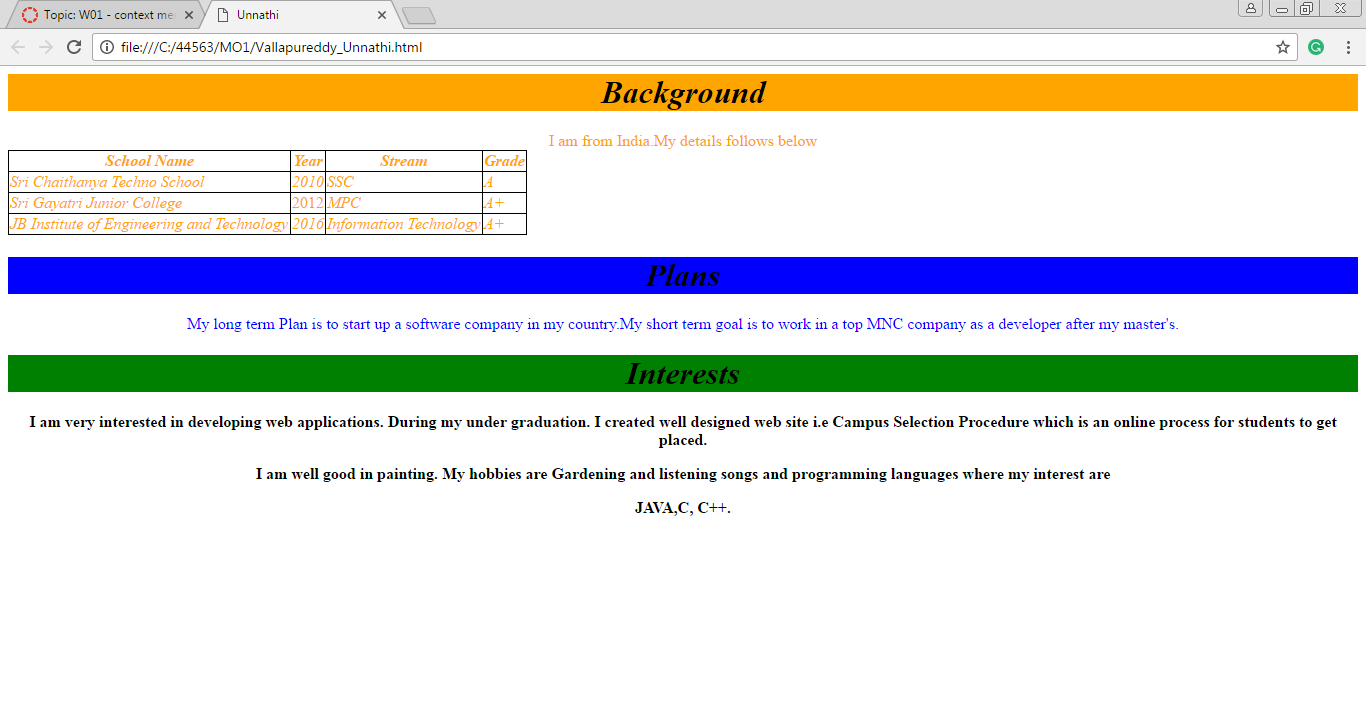 Topic: W01 - context me
Unnathi
file:///C:/44563/MO1/Vallapureddy_Unnathi.html
Background
I am from India.My details follows below
School Name Year Stream Grade
Sri Chaithanya Techno School 2010 SSC A
Sri Gayatri Junior College 2012 MPC A+
JB Institute of Engineering and Technology 2016 Information Technology A+
Plans
My long term Plan is to start up a software company in my country.My short term goal is to work in a top MNC company as a developer after my master's.
Interests
I am very interested in developing web applications. During my under graduation. I created well designed web site i.e Campus Selection Procedure which is an online process for students to get
placed.
I am well good in painting. My hobbies are Gardening and listening songs and programming languages where my interest are
JAVA,C, C++.